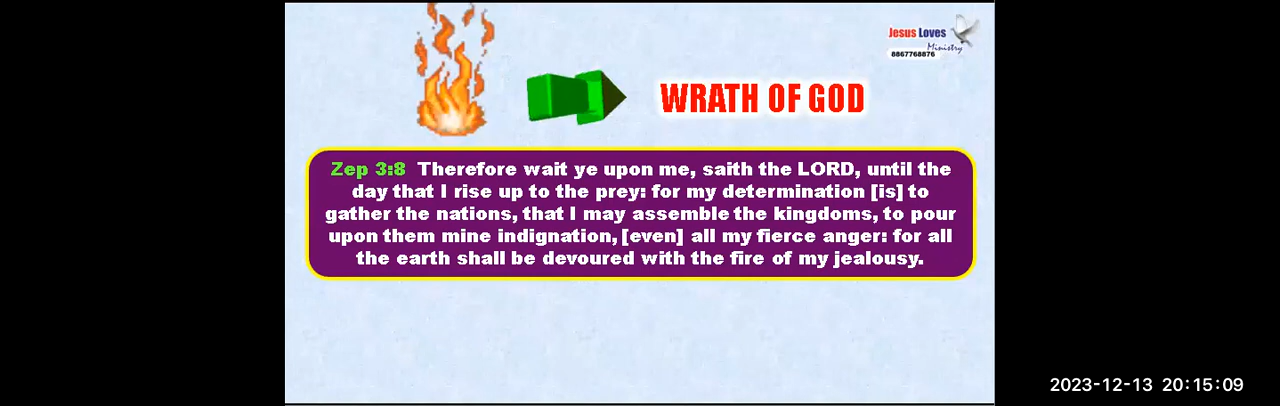 Jesus Loves
Ministry
8867768876
WRATH OF GOD
Zep 3:8 Therefore wait ye upon me, saith the LORD, until the
day that I rise up to the prey: for my determination [is] to
gather the nations, that I may assemble the kingdoms, to pour
upon them mine indignation, [even] all my fierce anger: for all
the earth shall be devoured with the fire of my jealousy.
2023-12-13 20:15:09